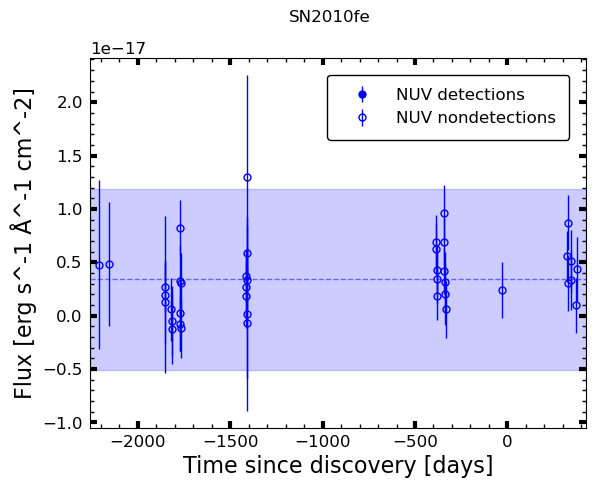 SN2010fe
1e−17
NUV detections
NUV nondetections
2.0
1.5
1.0
0.5
0.0
−0.5
−1.0
Flux [erg s^-1 Å^-1 cm^-2]
−2000 −1500 −1000 −500 0
Time since discovery [days]